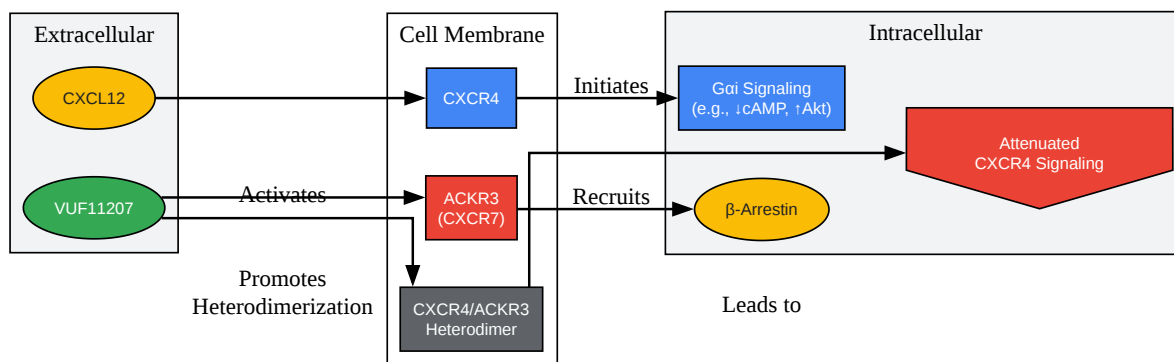 Extracellular
Cell Membrane
Intracellular
CXCL12
CXCR4
Initiates
Gαi Signaling
(e.g., ↓cAMP, ↑Akt)
Attenuated
CXCR4 Signaling
VUF11207
Activates
ACKR3
(CXCR7)
Recruits
β-Arrestin
Promotes
Heterodimerization
CXCR4/ACKR3
Heterodimer
Leads to